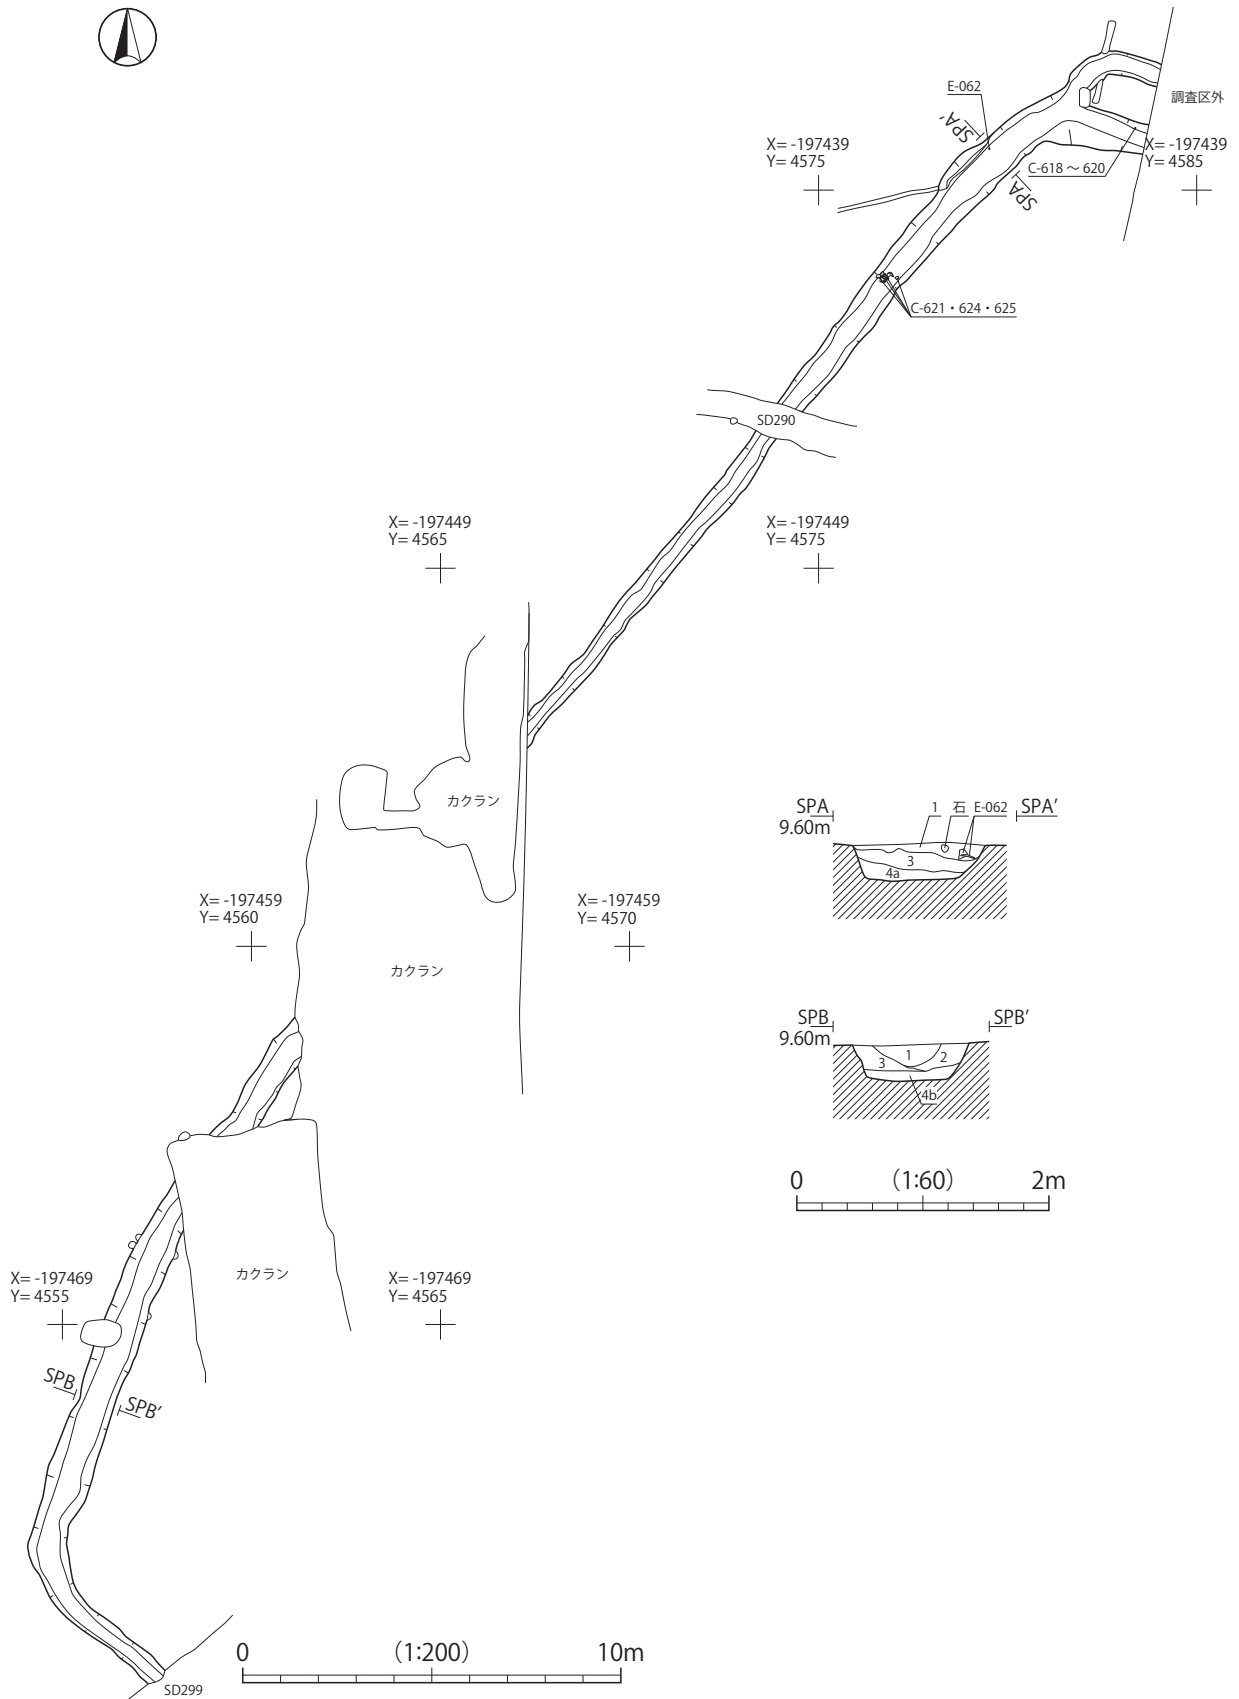 調査区外
E-062
SPA'
X= -197439
Y= 4575
X= -197439
Y= 4585
C-618 ～ 620
SPA
C-621・624・625
SD290
X= -197449
Y= 4565
X= -197449
Y= 4575
カクラン
SPA
9.60m
1
石
E-062
SPA'
3
4a
X= -197459
Y= 4560
X= -197459
Y= 4570
カクラン
SPB
9.60m
SPB'
1
2
3
4b
0
(1:60)
2m
カクラン
X= -197469
Y= 4555
X= -197469
Y= 4565
SPB
SPB'
0
(1:200)
10m
SD299